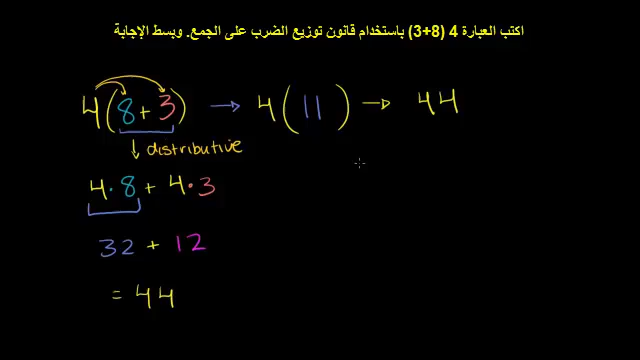 اكتب العبارة 4 (8+3) باستخدام قانون توزيع الضرب على الجمع. وبسط الإجابة
4(8 + 3) → 4(11) → 44
↓ distributive
4·8 + 4·3
32 + 12
= 44